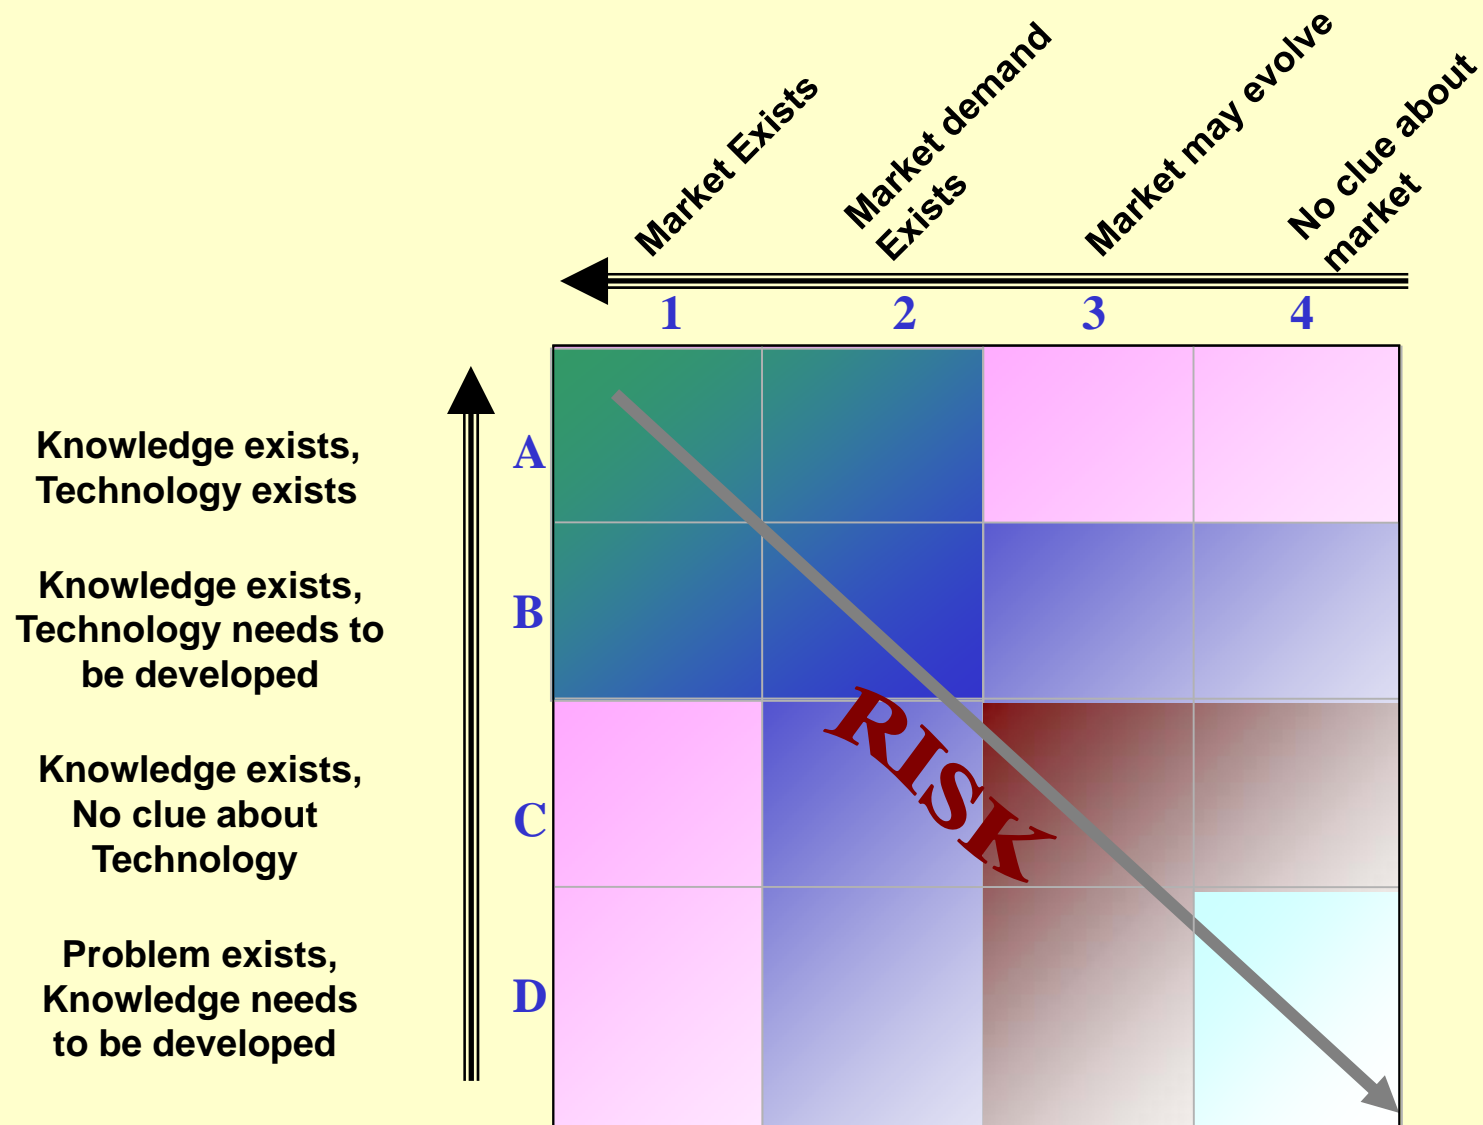 Market Exists
Market demand
Exists
Market may evolve
No clue about
market
1
2
3
4
Knowledge exists,
Technology exists
A
Knowledge exists,
Technology needs to
be developed
B
RISK
Knowledge exists,
No clue about
Technology
C
Problem exists,
Knowledge needs
to be developed
D